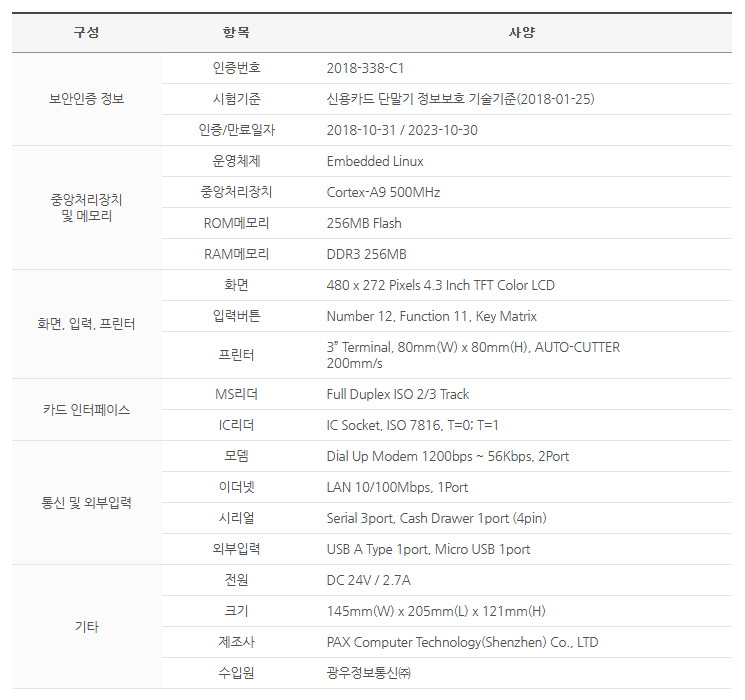 구성 항목 사양
보안인증 정보
인증번호 2018-338-C1
시험기준 신용카드 단말기 정보보호 기술기준(2018-01-25)
인증/만료일자 2018-10-31 / 2023-10-30
중앙처리장치
및 메모리
운영체제 Embedded Linux
중앙처리장치 Cortex-A9 500MHz
ROM메모리 256MB Flash
RAM메모리 DDR3 256MB
화면, 입력, 프린터
화면 480 x 272 Pixels 4.3 Inch TFT Color LCD
입력버튼 Number 12, Function 11, Key Matrix
프린터 3” Terminal, 80mm(W) x 80mm(H), AUTO-CUTTER
200mm/s
카드 인터페이스
MS리더 Full Duplex ISO 2/3 Track
IC리더 IC Socket, ISO 7816, T=0; T=1
통신 및 외부입력
모뎀 Dial Up Modem 1200bps ~ 56Kbps, 2Port
이더넷 LAN 10/100Mbps, 1Port
시리얼 Serial 3port, Cash Drawer 1port (4pin)
외부입력 USB A Type 1port, Micro USB 1port
기타
전원 DC 24V / 2.7A
크기 145mm(W) x 205mm(L) x 121mm(H)
제조사 PAX Computer Technology(Shenzhen) Co., LTD
수입원 광우정보통신㈜